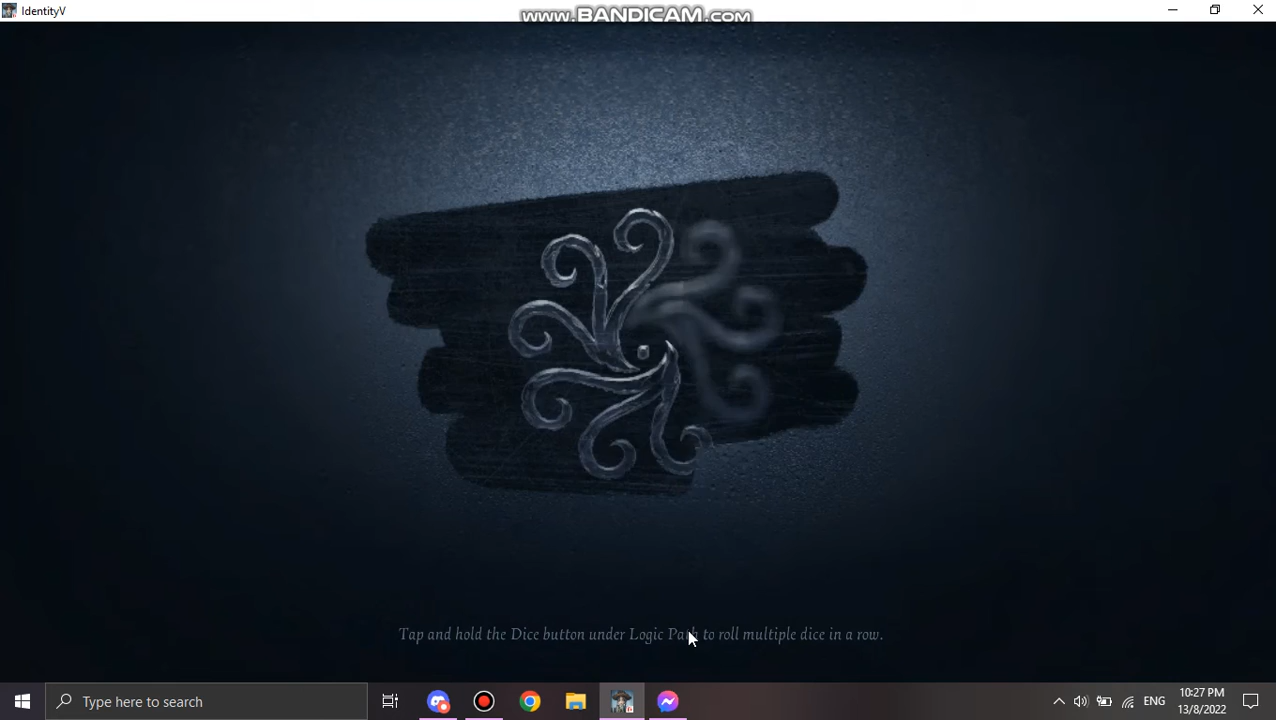 IdentityV
www.BANDICAM.com
Tap and hold the Dice button under Logic Path to roll multiple dice in a row.
Type here to search
ENG
10:27 PM
13/8/2022